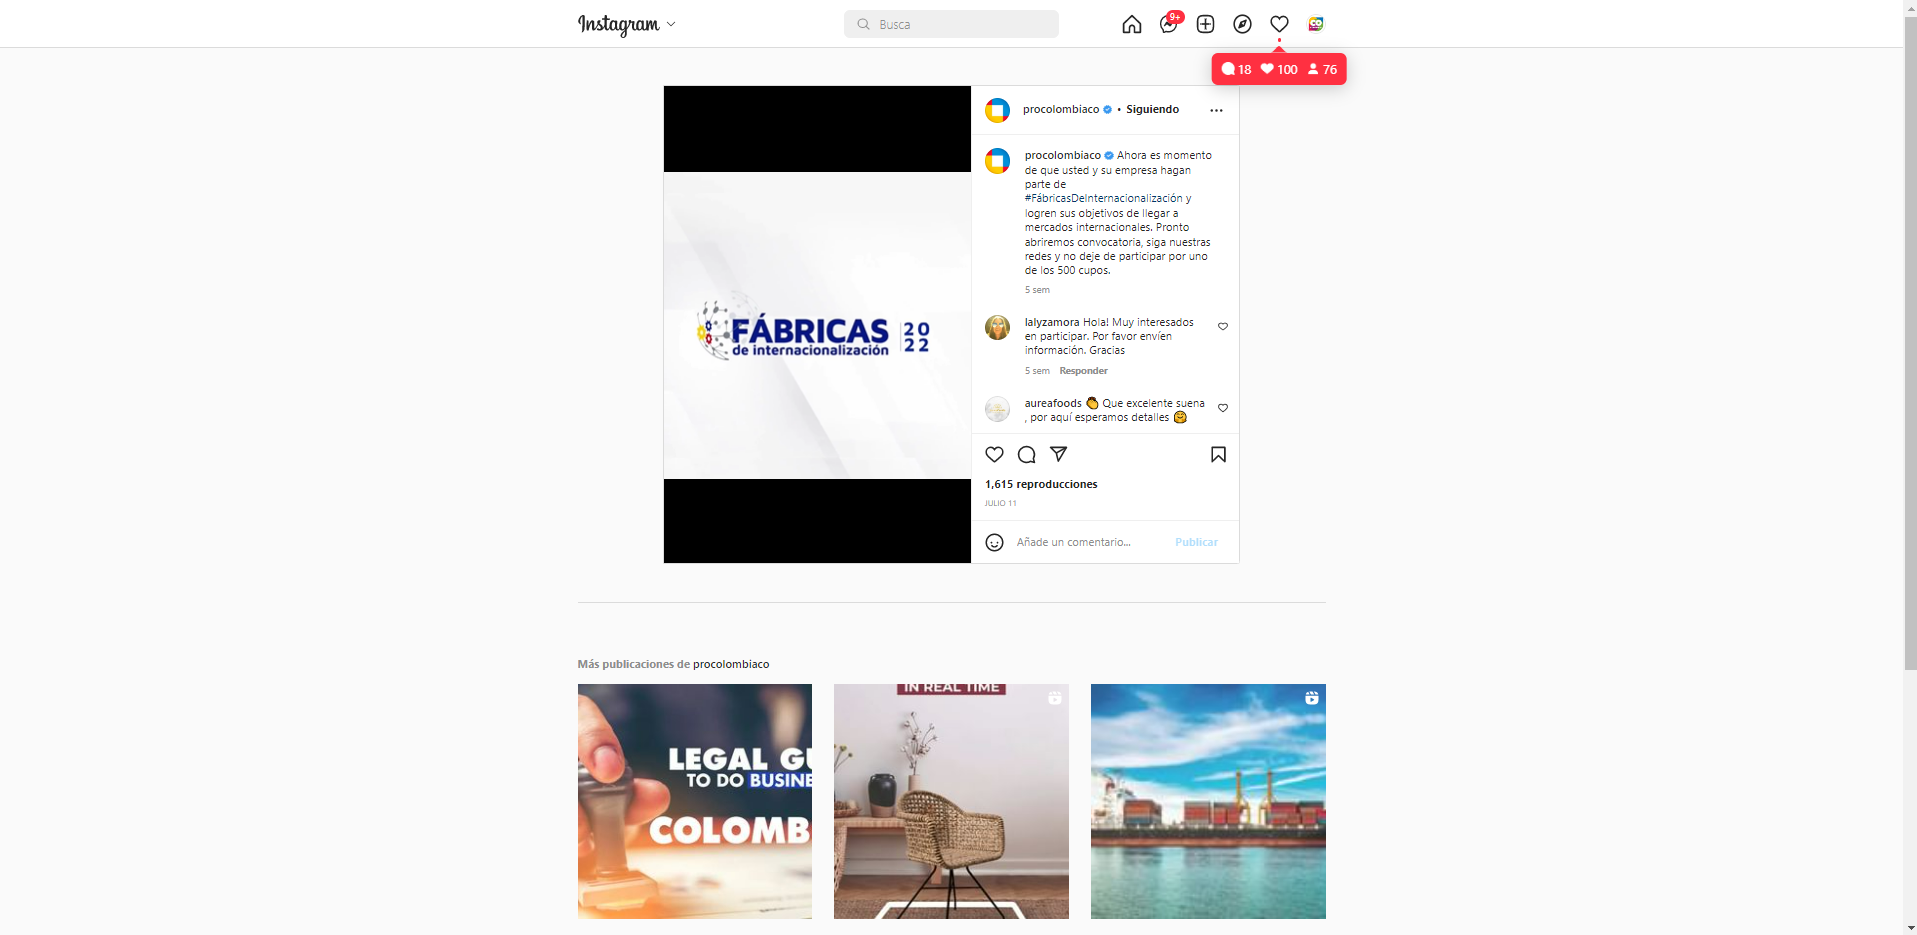 Instagram
Busca
9+
18 100 76
procolombiaco • Siguiendo
procolombiaco Ahora es momento
de que usted y su empresa hagan
parte de
#FábricasDeInternacionalización y
logren sus objetivos de llegar a
mercados internacionales. Pronto
abriremos convocatoria, siga nuestras
redes y no deje de participar por uno
de los 500 cupos.
5 sem
lalyzamora Hola! Muy interesados
en participar. Por favor envíen
información. Gracias
5 sem Responder
aureafoods 👏 Que excelente suena
, por aquí esperamos detalles 🤗
1,615 reproducciones
JULIO 11
Añade un comentario... Publicar
FÁBRICAS
de internacionalización
20
22
Más publicaciones de procolombiaco
LEGAL GU
TO DO BUSINE
COLOMB
IN REAL TIME